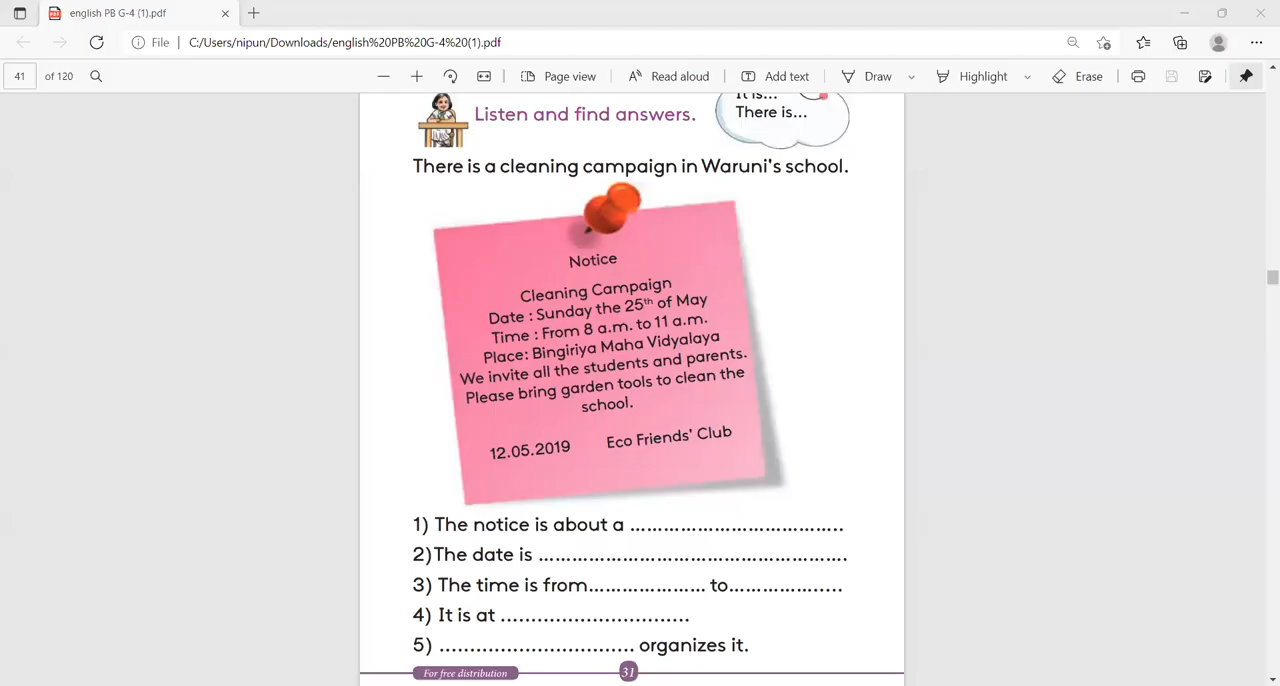 english PB G-4 (1).pdf
File | C:/Users/nipun/Downloads/english%20PB%20G-4%20(1).pdf
41 of 120 Page view Read aloud Add text Draw Highlight Erase
It is...
There is...
Listen and find answers.
There is a cleaning campaign in Waruni's school.
Notice
Cleaning Campaign
Date : Sunday the 25th of May
Time : From 8 a.m. to 11 a.m.
Place: Bingiriya Maha Vidyalaya
We invite all the students and parents.
Please bring garden tools to clean the
school.
12.05.2019 Eco Friends' Club
1) The notice is about a ........................................
2)The date is ........................................................
3) The time is from..................... to.....................
4) It is at ...............................
5) ................................ organizes it.
For free distribution 31